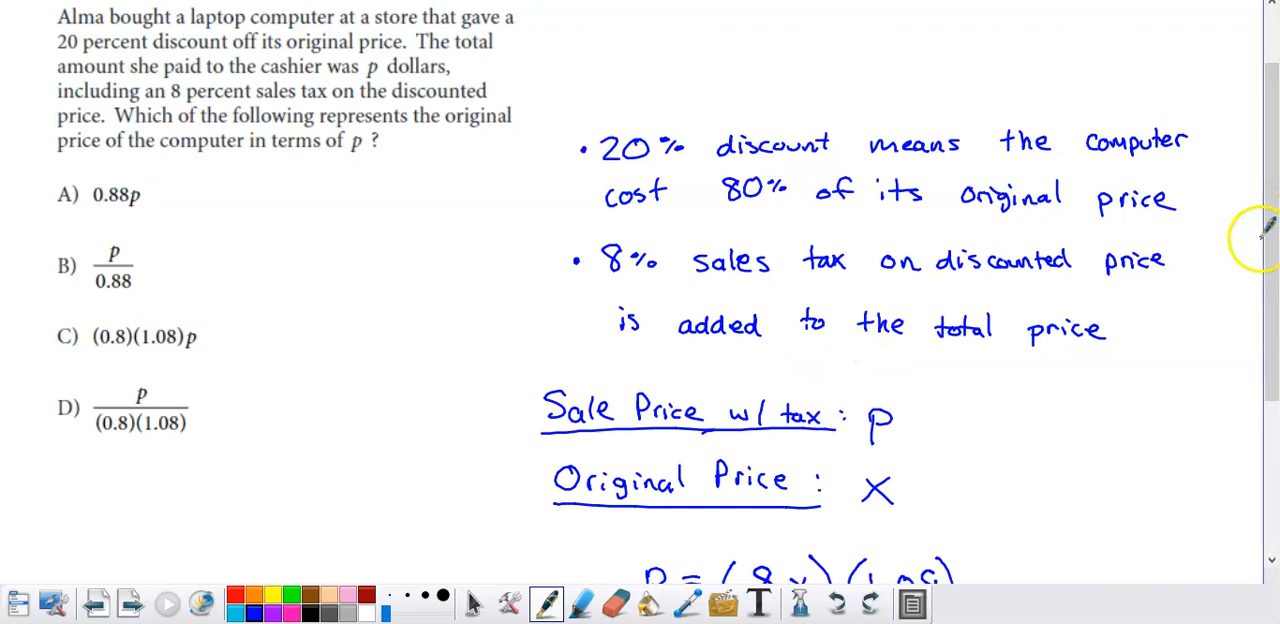 Alma bought a laptop computer at a store that gave a
20 percent discount off its original price. The total
amount she paid to the cashier was p dollars,
including an 8 percent sales tax on the discounted
price. Which of the following represents the original
price of the computer in terms of p ?
A) 0.88p
B) p
0.88
C) (0.8)(1.08)p
D) p
(0.8)(1.08)
• 20% discount means the computer
cost 80% of its original price
• 8% sales tax on discounted price
is added to the total price
Sale Price w/ tax: p
Original Price: X
p = (.8x)(1.08)
T